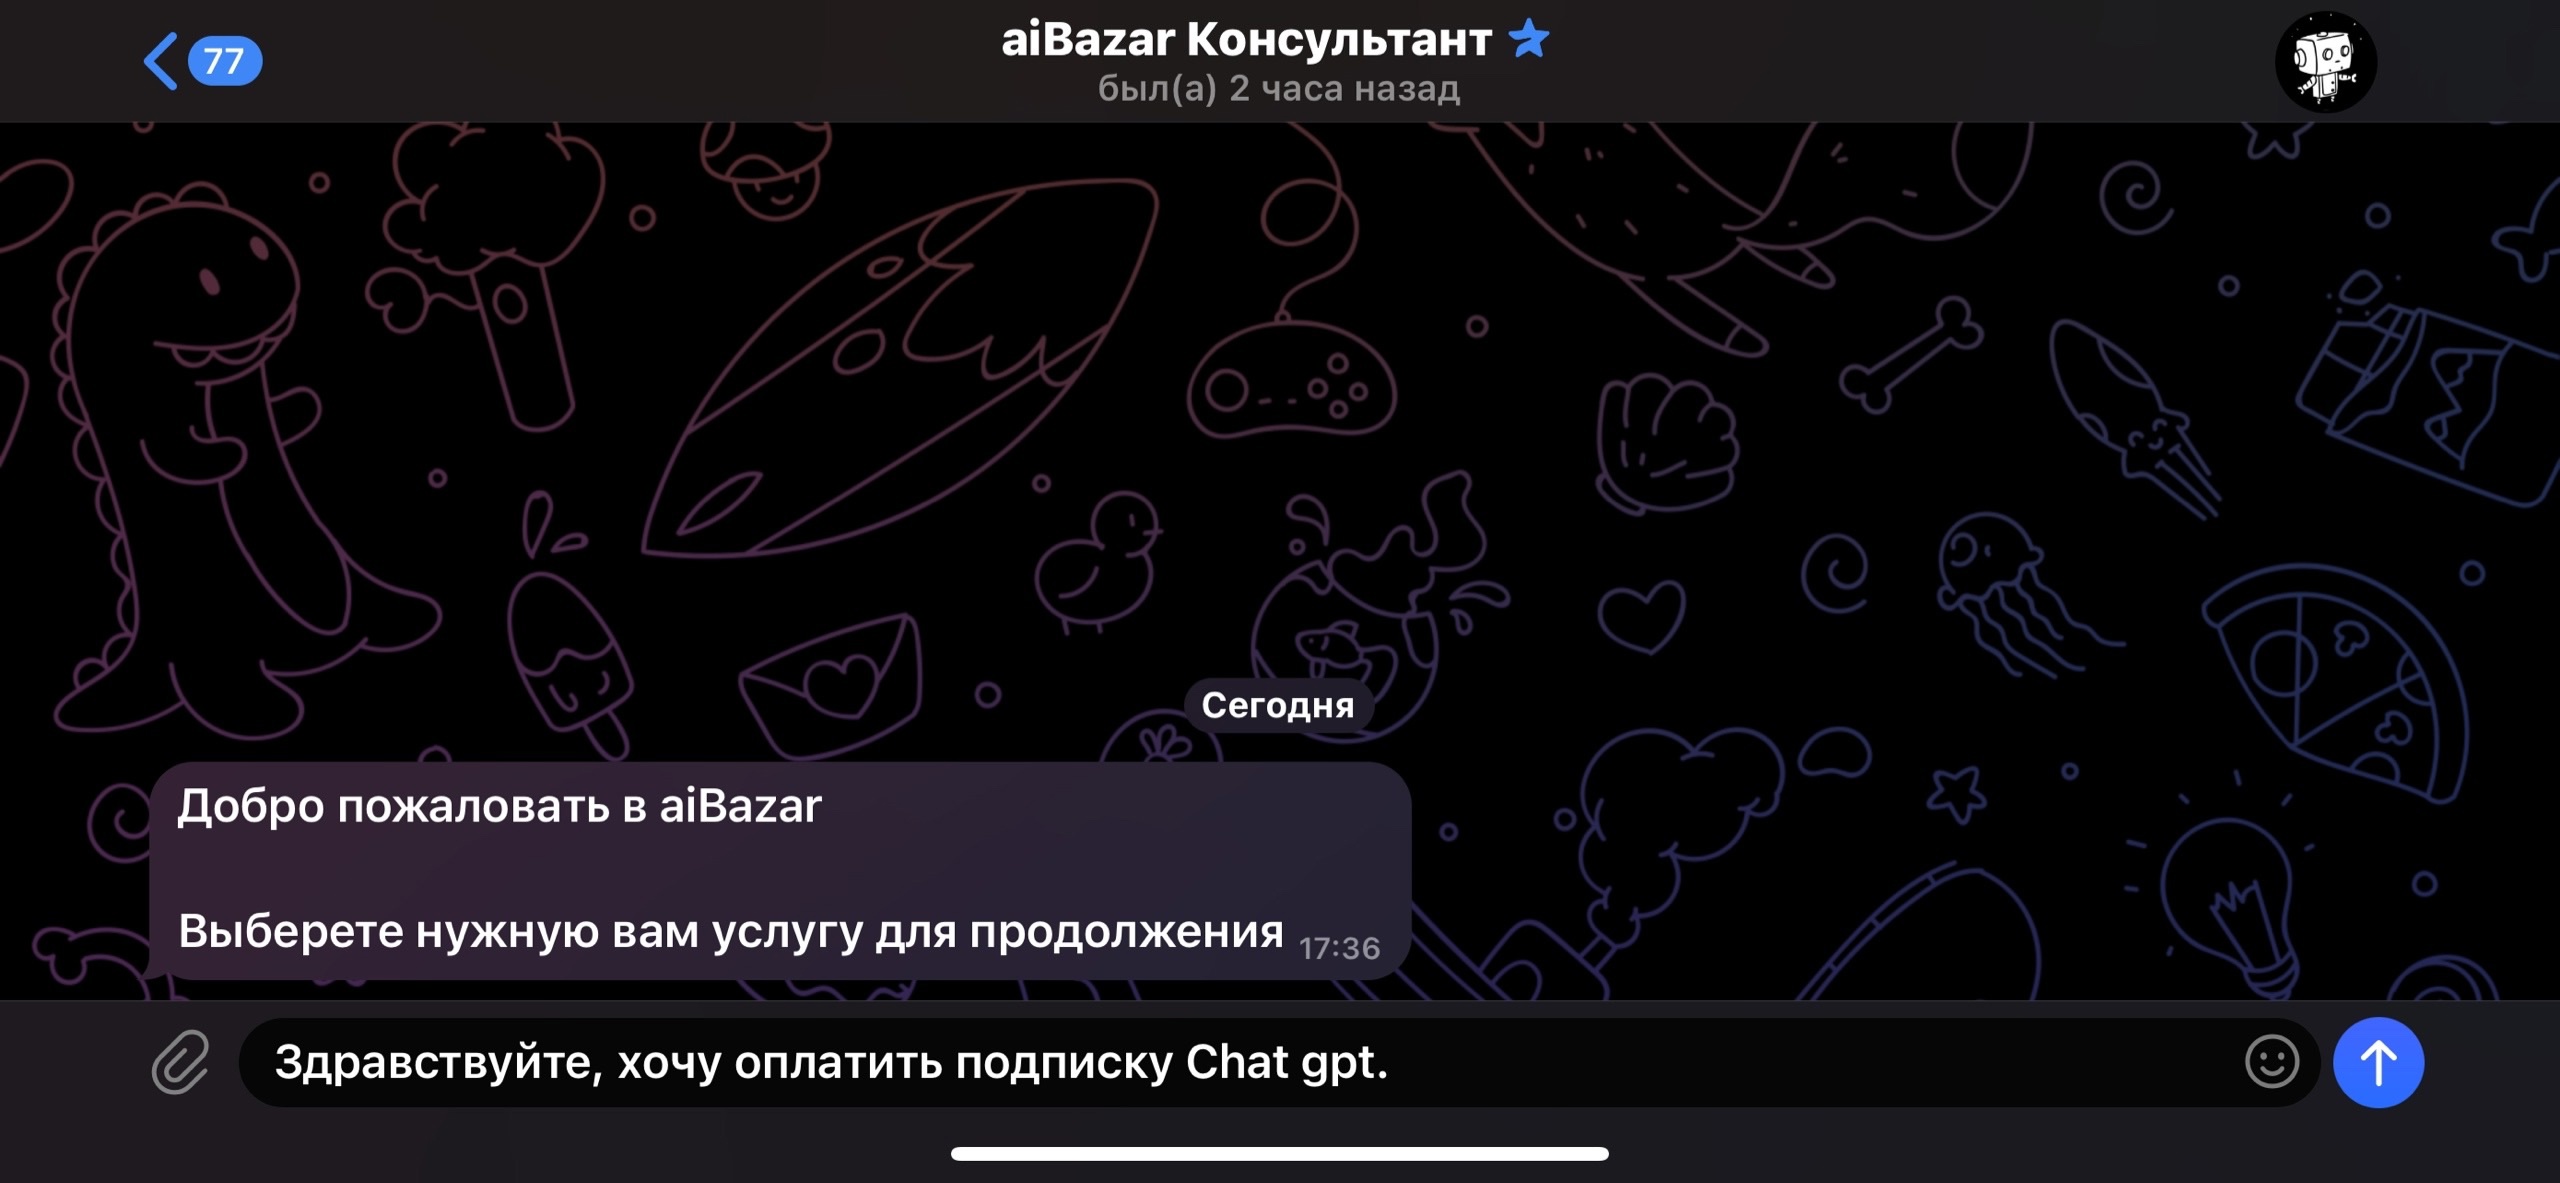 77
aiBazar Консультант
был(а) 2 часа назад
Сегодня
Добро пожаловать в aiBazar
Выберете нужную вам услугу для продолжения 17:36
Здравствуйте, хочу оплатить подписку Chat gpt.